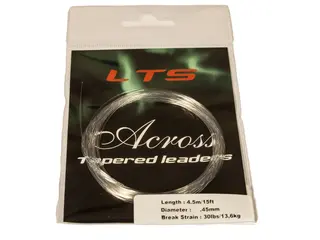 LTS
Across
Tapered leaders
Length : 4.5m/15ft
Diameter : .45mm
Break Strain : 30lbs/13,6kg